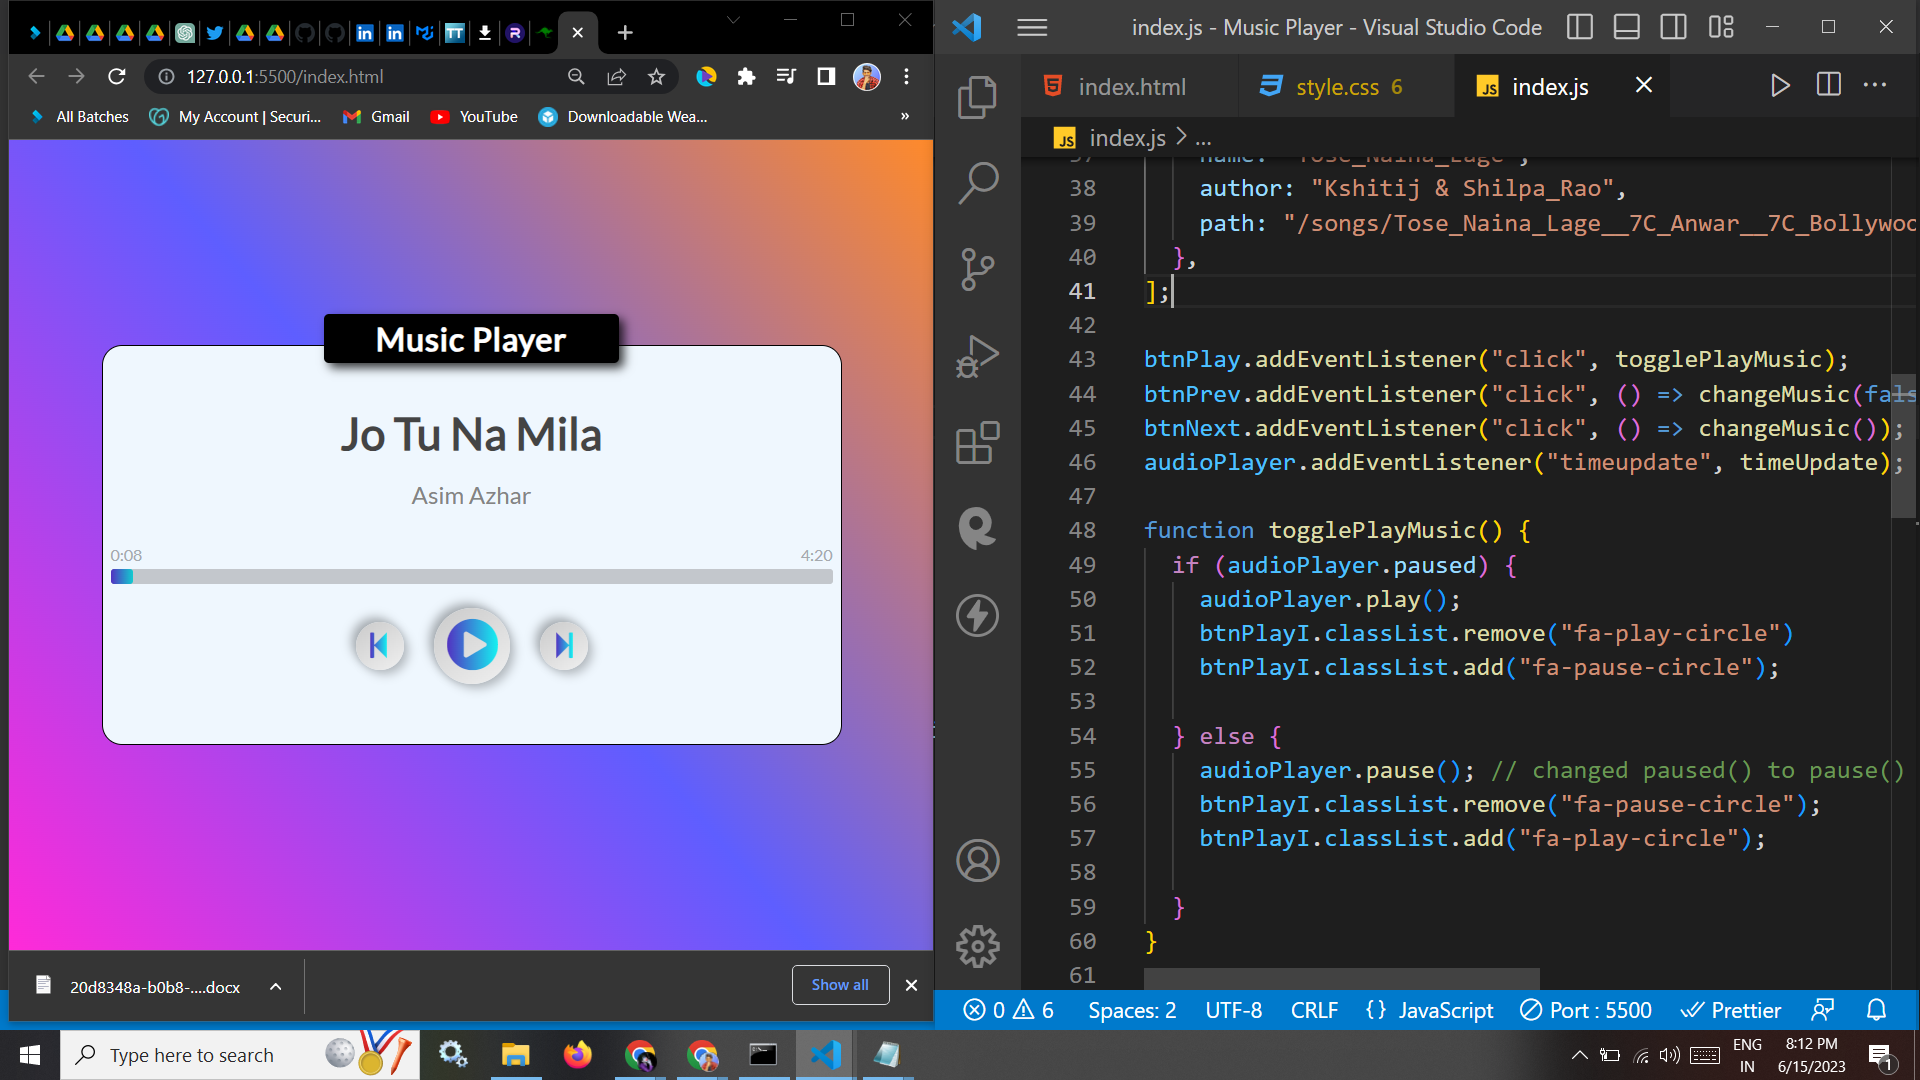 127.0.0.1:5500/index.html
All Batches
My Account | Securi...
Gmail
YouTube
Downloadable Wea...
»
Music Player
Jo Tu Na Mila
Asim Azhar
0:08
4:20
20d8348a-b0b8-....docx
Show all
index.js - Music Player - Visual Studio Code
index.html
style.css 6
JS index.js
JS index.js > ...
37 name: "Tose_Naina_Lage",
38 author: "Kshitij & Shilpa_Rao",
39 path: "/songs/Tose_Naina_Lage__7C_Anwar__7C_Bollywoo
40 },
41 ];
42
43 btnPlay.addEventListener("click", togglePlayMusic);
44 btnPrev.addEventListener("click", () => changeMusic(fals
45 btnNext.addEventListener("click", () => changeMusic());
46 audioPlayer.addEventListener("timeupdate", timeUpdate);
47
48 function togglePlayMusic() {
49 if (audioPlayer.paused) {
50 audioPlayer.play();
51 btnPlayI.classList.remove("fa-play-circle")
52 btnPlayI.classList.add("fa-pause-circle");
53
54 } else {
55 audioPlayer.pause(); // changed paused() to pause()
56 btnPlayI.classList.remove("fa-pause-circle");
57 btnPlayI.classList.add("fa-play-circle");
58
59 }
60 }
61
0 6 Spaces: 2 UTF-8 CRLF {} JavaScript Port : 5500 Prettier
Type here to search
ENG
IN
8:12 PM
6/15/2023
1